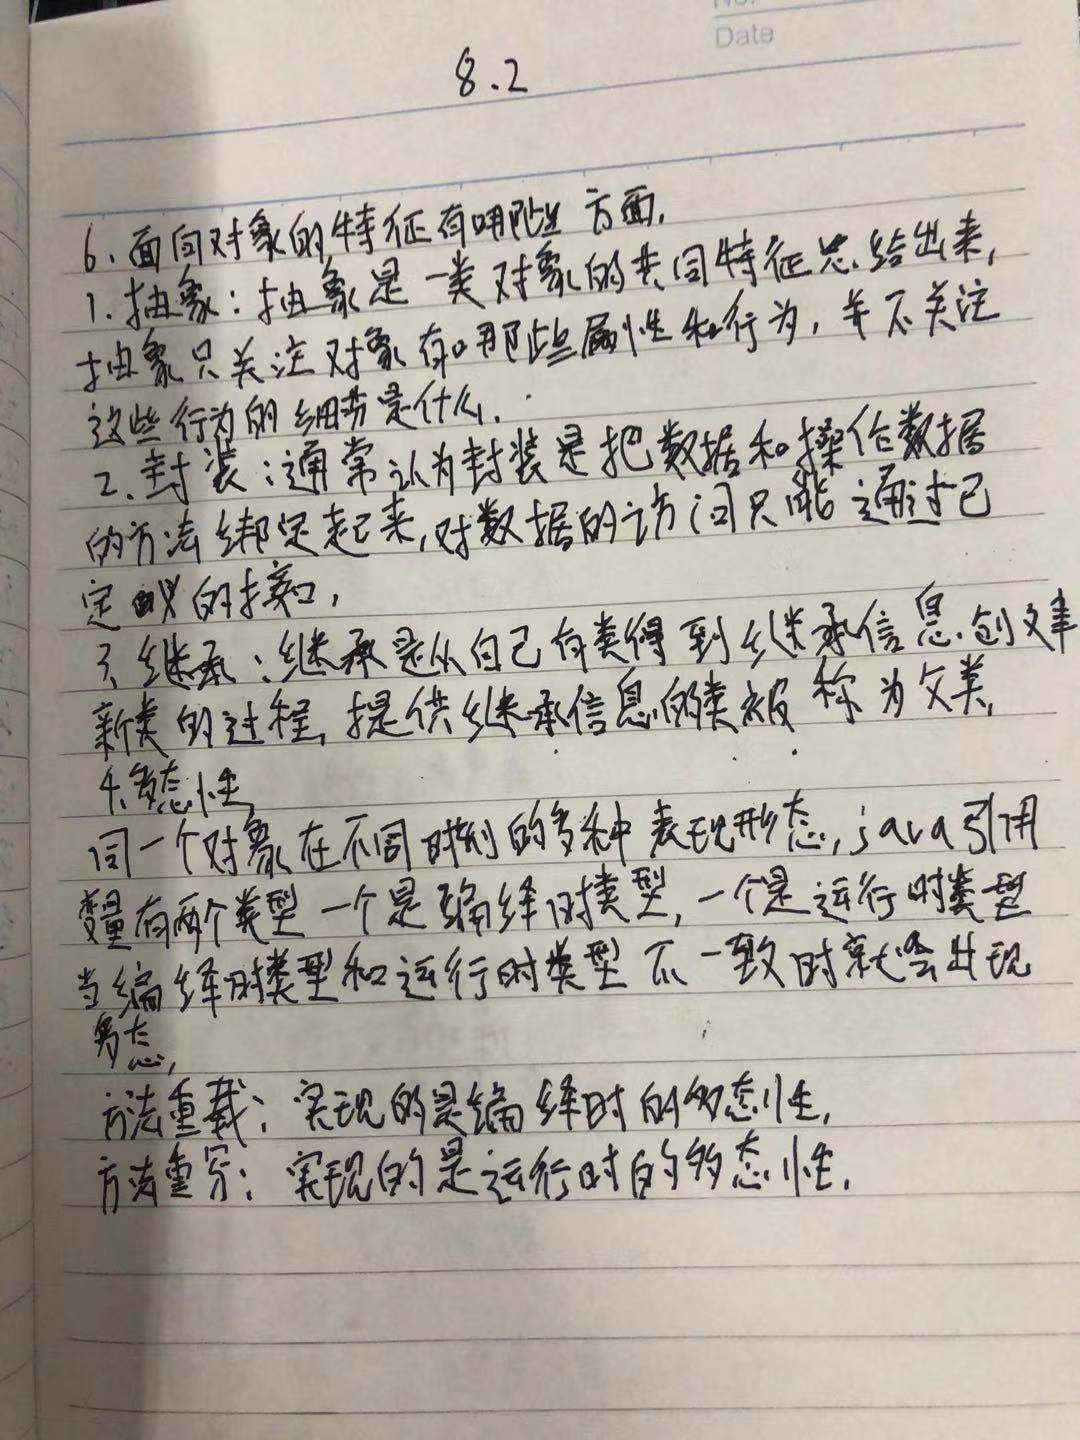 Date
8.2
6、面向对象的特征有哪些方面.
1.抽象:抽象是一类对象的共同特征总结出来,
抽象只关注对象有哪些属性和行为,并不关注
这些行为的细节是什么.
2.封装:通常认为封装是把数据和操作数据
的方法绑定起来,对数据的访问只能通过已
定义的接口,
3、继承:继承是从自己有类得到继承信息.创建
新类的过程,提供继承信息的类被称为父类,
4、多态性
同一个对象在不同时刻的多种表现形态,java引用
变量有两个类型一个是编绎时类型,一个是运行时类型
当编绎时类型和运行时类型不一致时就会出现
多态,
方法重载:实现的是编绎时的多态性,
方法重写:实现的是运行时的多态性,